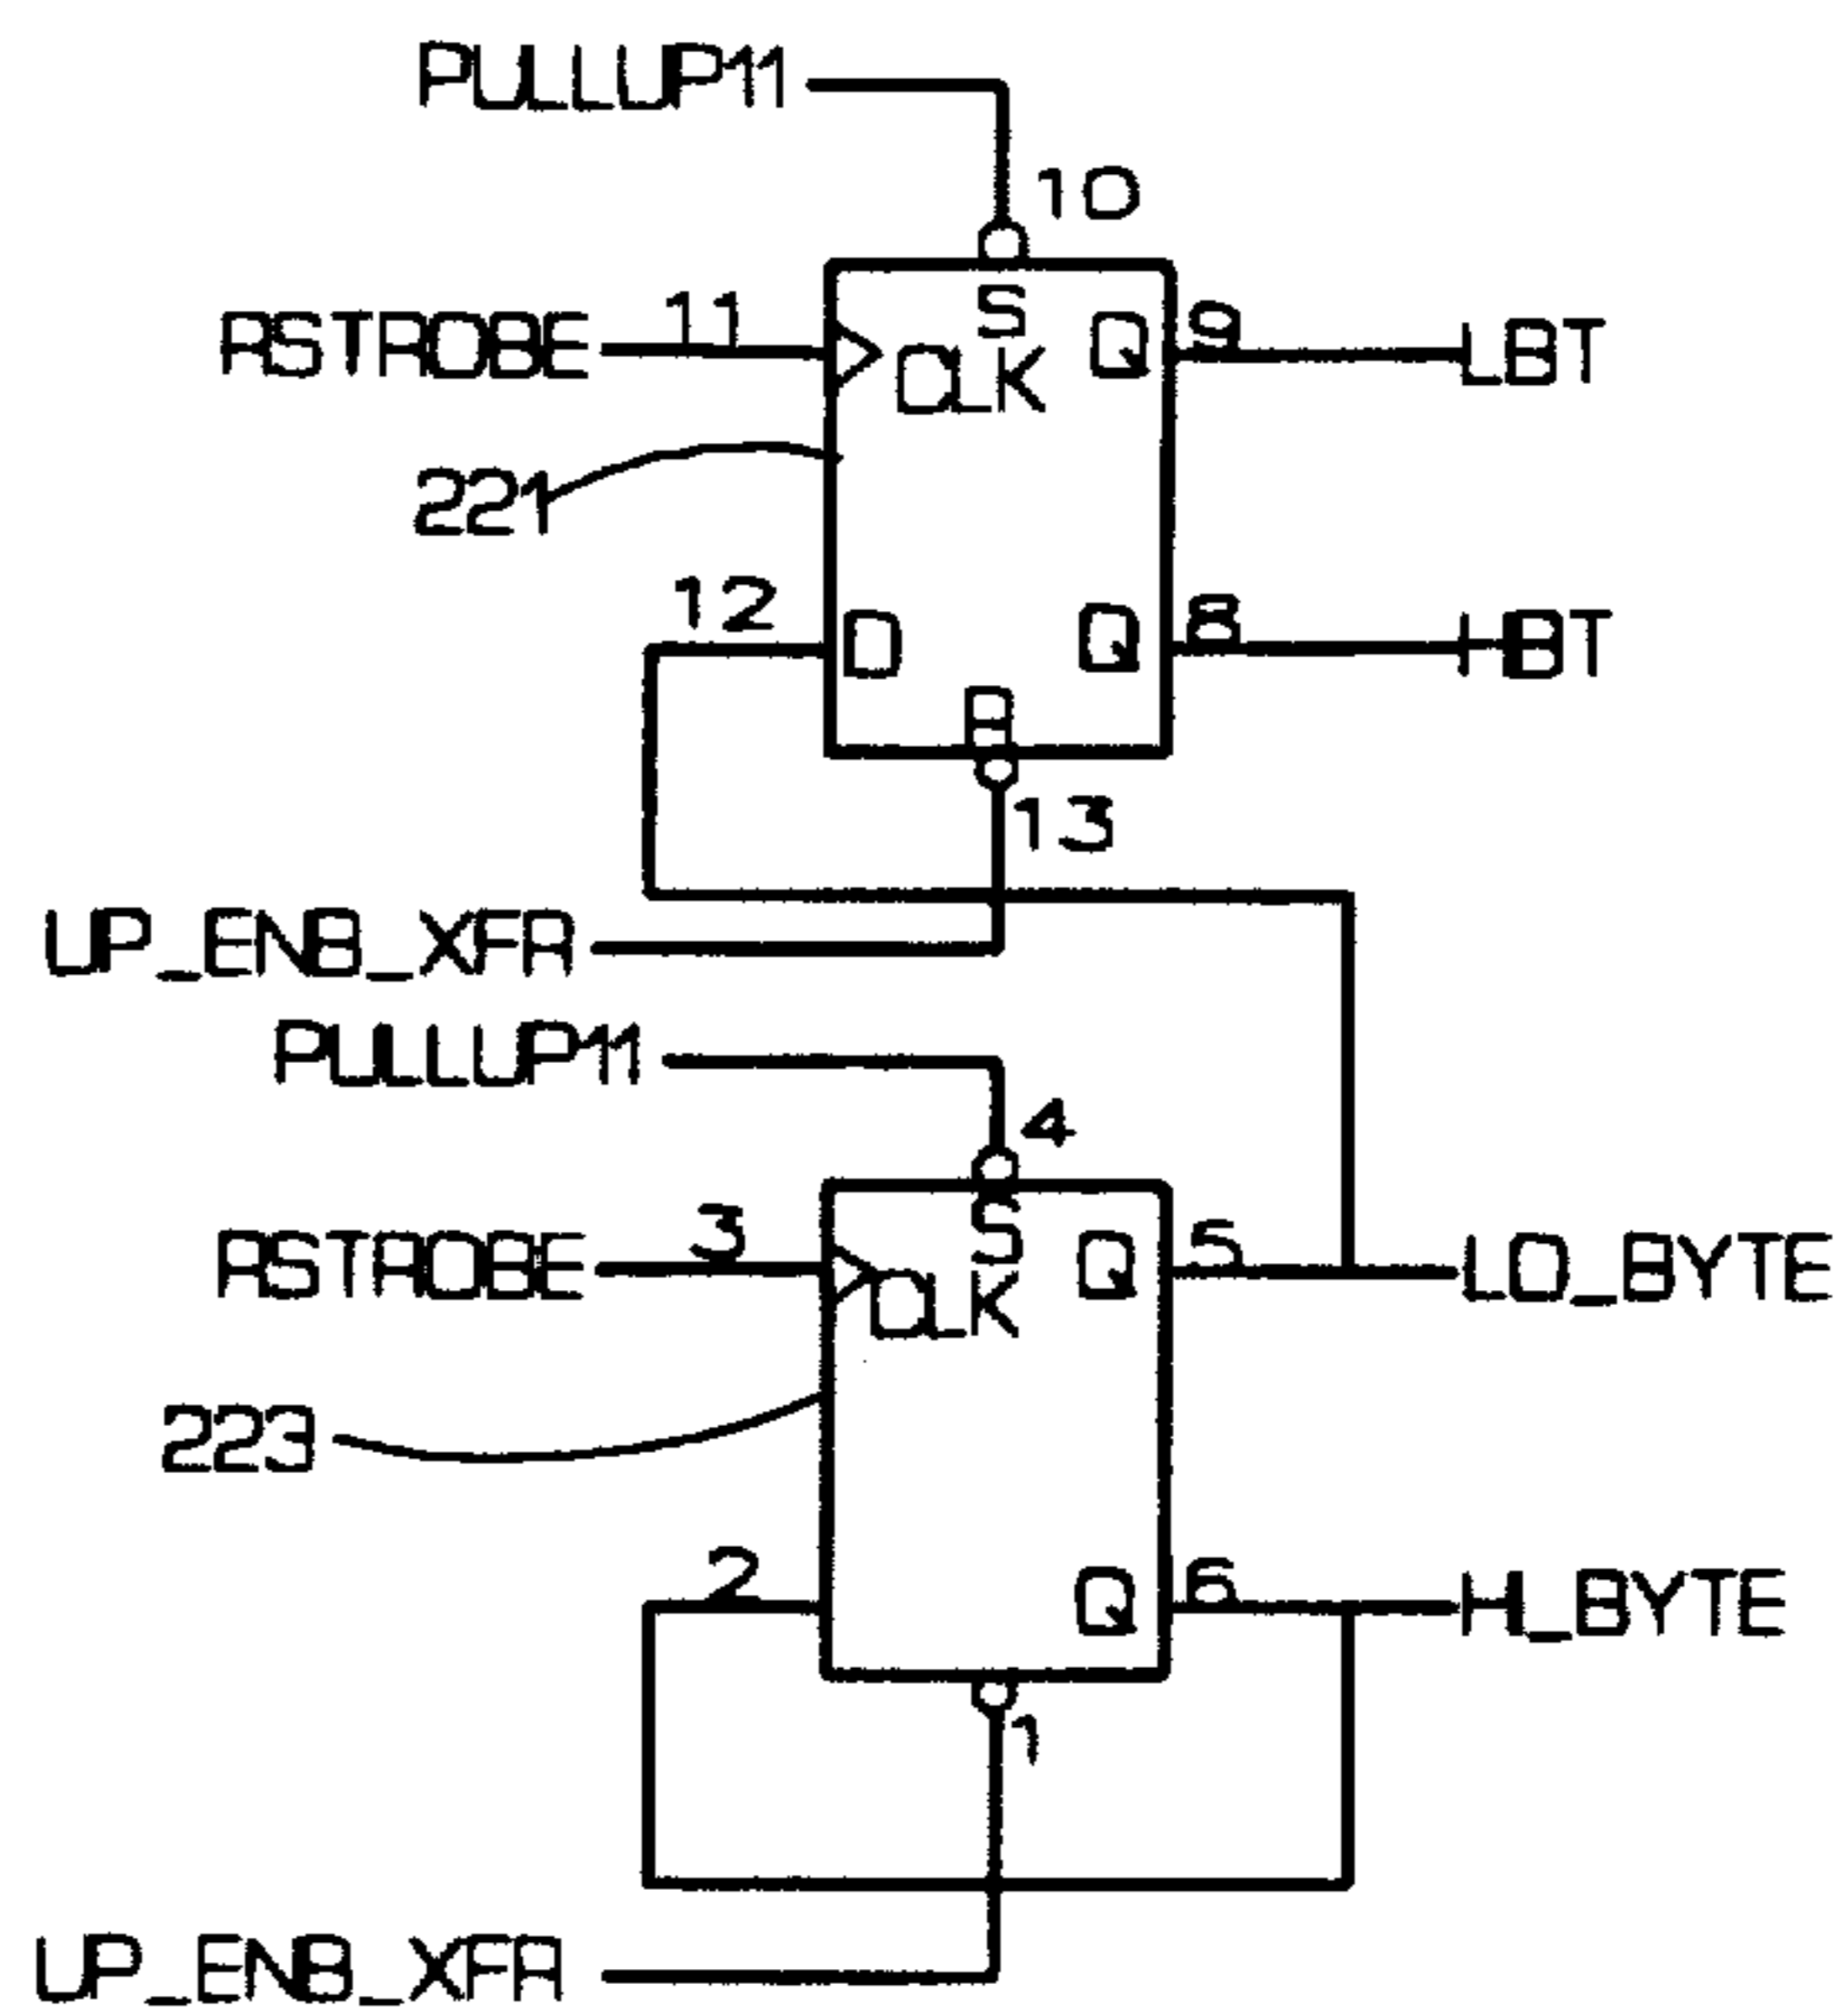 PULLUP11
10
RSTROBE 11 S Q 9 LBT
CLK
221
12 D Q 8 HBT
R
13
UP_ENB_XFR
PULLUP11
4
RSTROBE 3 S Q 5 LO_BYTE
CLK
223
2 Q 6 HI_BYTE
1
UP_ENB_XFR